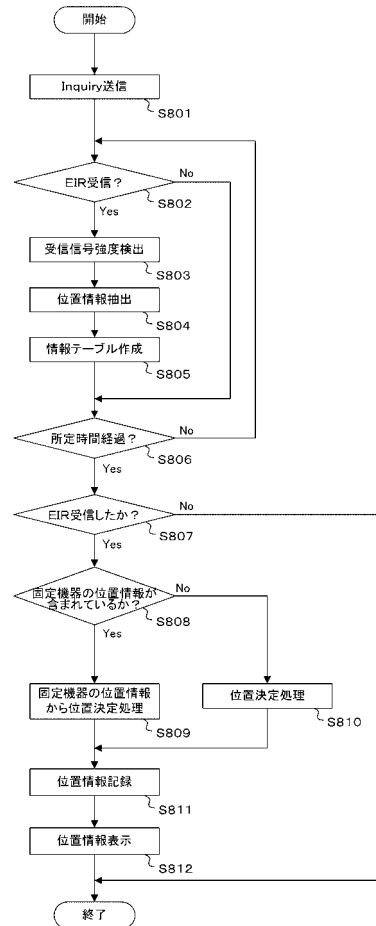 開始
Inquiry送信
S801
EIR受信？
No
S802
Yes
受信信号強度検出
S803
位置情報抽出
S804
情報テーブル作成
S805
所定時間経過？
No
S806
Yes
EIR受信したか？
No
S807
Yes
固定機器の位置情報が
含まれているか？
No
S808
Yes
固定機器の位置情報
から位置決定処理
S809
位置決定処理
S810
位置情報記録
S811
位置情報表示
S812
終了